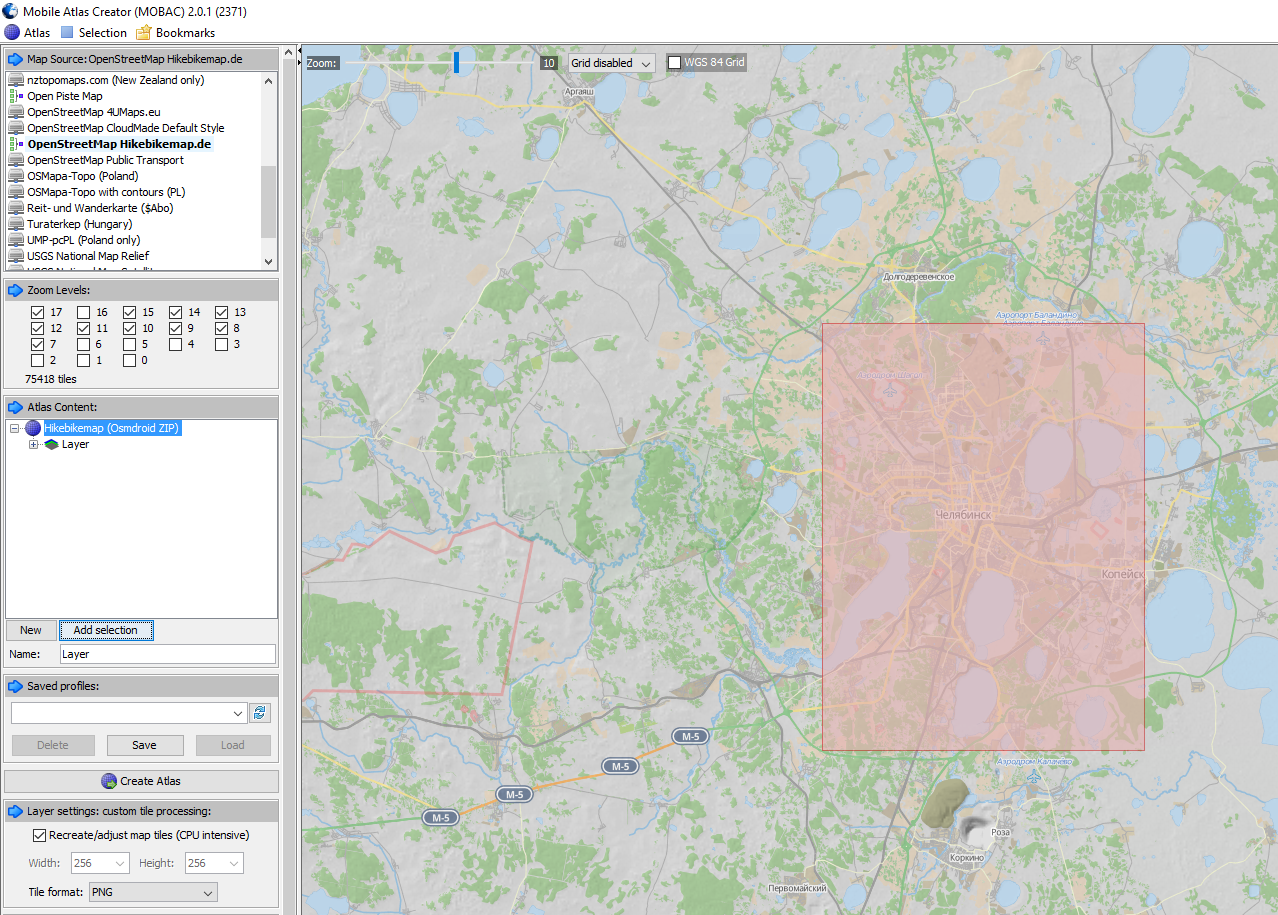 Mobile Atlas Creator (MOBAC) 2.0.1 (2371)
Atlas Selection Bookmarks
Map Source: OpenStreetMap Hikebikemap.de
nztopomaps.com (New Zealand only)
Open Piste Map
OpenStreetMap 4UMaps.eu
OpenStreetMap CloudMade Default Style
OpenStreetMap Hikebikemap.de
OpenStreetMap Public Transport
OSMapa-Topo (Poland)
OSMapa-Topo with contours (PL)
Reit- und Wanderkarte ($Abo)
Turaterkep (Hungary)
UMP-pcPL (Poland only)
USGS National Map Relief
Zoom Levels:
17 16 15 14 13
12 11 10 9 8
7 6 5 4 3
2 1 0
75418 tiles
Atlas Content:
Hikebikemap (Osmdroid ZIP)
Layer
New Add selection
Name: Layer
Saved profiles:
Delete Save Load
Create Atlas
Layer settings: custom tile processing:
Recreate/adjust map tiles (CPU intensive)
Width: 256 Height: 256
Tile format: PNG
Zoom: 10 Grid disabled WGS 84 Grid
Аргаяш
Долгодеревенское
Аэропорт Баландино
Аэропорт Баландино
Челябинск
Копейск
M-5
M-5
M-5
M-5
Аэродром Калачево
Роза
Коркино
Первомайский